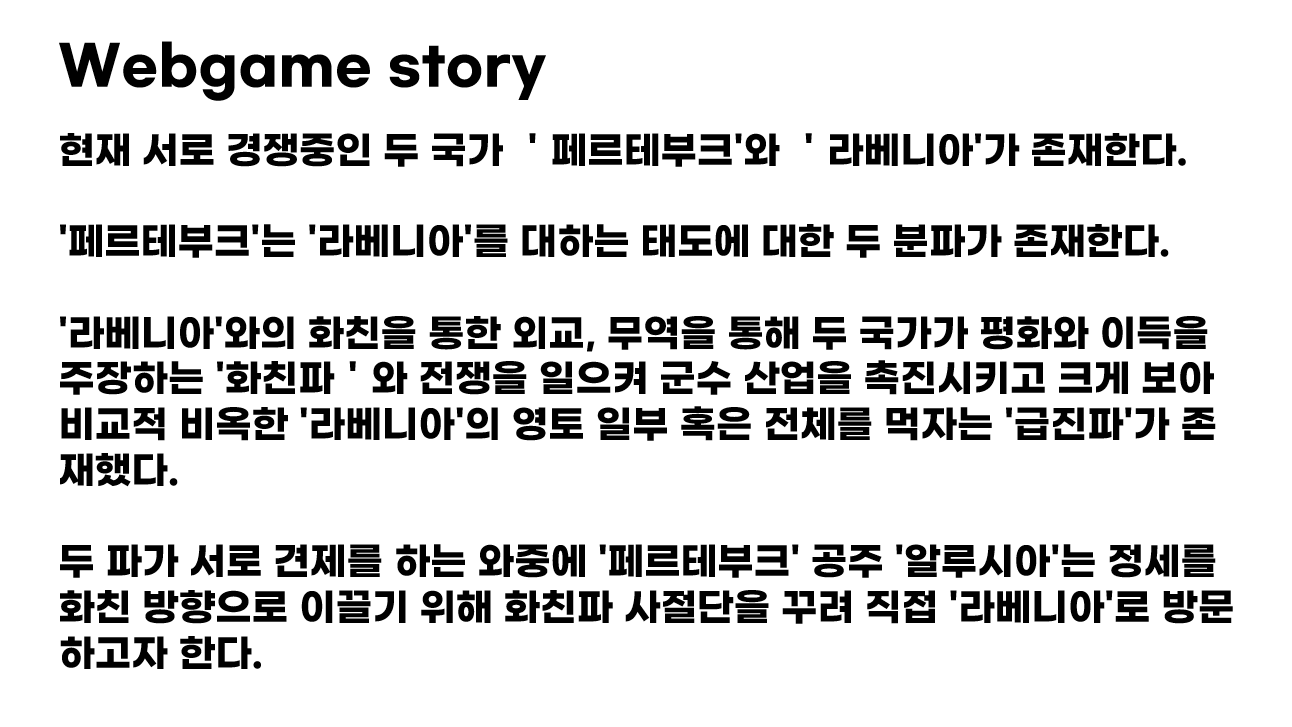 Webgame story
현재 서로 경쟁중인 두 국가 ' 페르테부크'와 ' 라베니아'가 존재한다.
'페르테부크'는 '라베니아'를 대하는 태도에 대한 두 분파가 존재한다.
'라베니아'와의 화친을 통한 외교, 무역을 통해 두 국가가 평화와 이득을
주장하는 '화친파 ' 와 전쟁을 일으켜 군수 산업을 촉진시키고 크게 보아
비교적 비옥한 '라베니아'의 영토 일부 혹은 전체를 먹자는 '급진파'가 존
재했다.
두 파가 서로 견제를 하는 와중에 '페르테부크' 공주 '알루시아'는 정세를
화친 방향으로 이끌기 위해 화친파 사절단을 꾸려 직접 '라베니아'로 방문
하고자 한다.